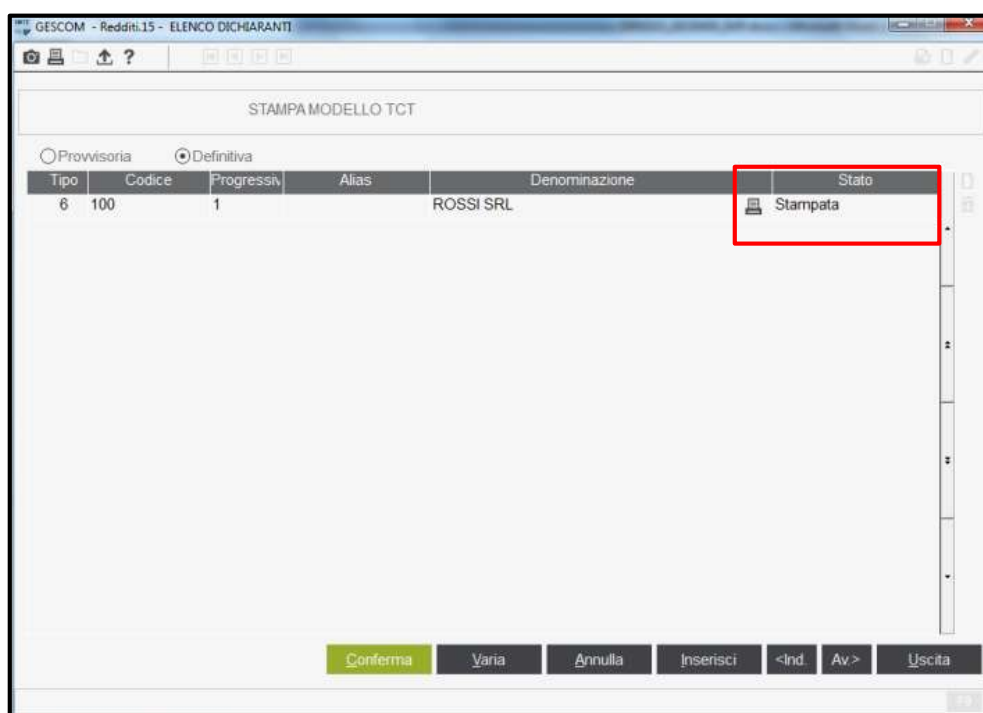 GESCOM - Redditi.15 - ELENCO DICHIARANTI
?
STAMPA MODELLO TCT
Provvisoria Definitiva
Tipo Codice Progressiv Alias Denominazione Stato
6 100 1 ROSSI SRL Stampata
Conferma Varia Annulla Inserisci <Ind. Av.> Uscita